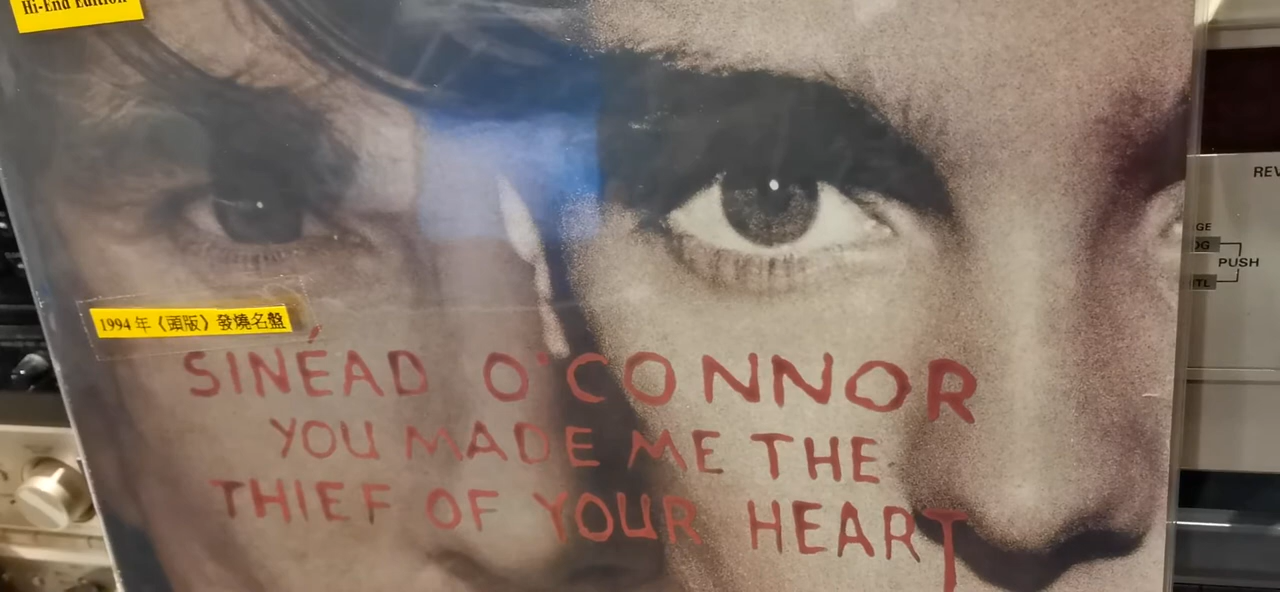 Hi-End Edition
1994年《頭版》發燒名盤
SINÉAD O'CONNOR
YOU MADE ME THE
THIEF OF YOUR HEART
REV
PUSH